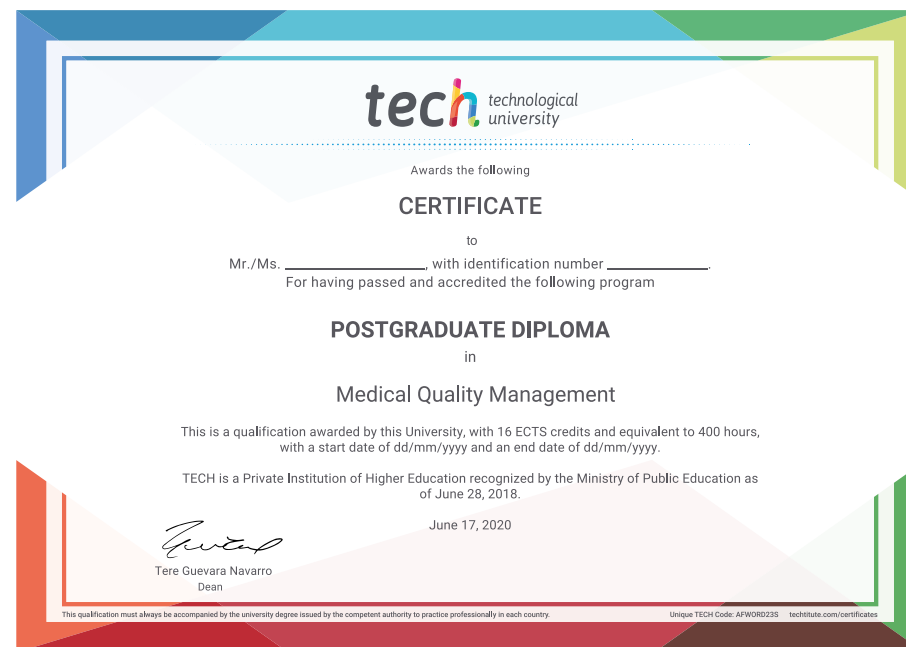 tech technological
university
Awards the following
CERTIFICATE
to
Mr./Ms. ____________________, with identification number ______________.
For having passed and accredited the following program
POSTGRADUATE DIPLOMA
in
Medical Quality Management
This is a qualification awarded by this University, with 16 ECTS credits and equivalent to 400 hours,
with a start date of dd/mm/yyyy and an end date of dd/mm/yyyy.
TECH is a Private Institution of Higher Education recognized by the Ministry of Public Education as
of June 28, 2018.
June 17, 2020
Tere Guevara Navarro
Dean
This qualification must always be accompanied by the university degree issued by the competent authority to practice professionally in each country. Unique TECH Code: AFWORD23S techtitute.com/certificates